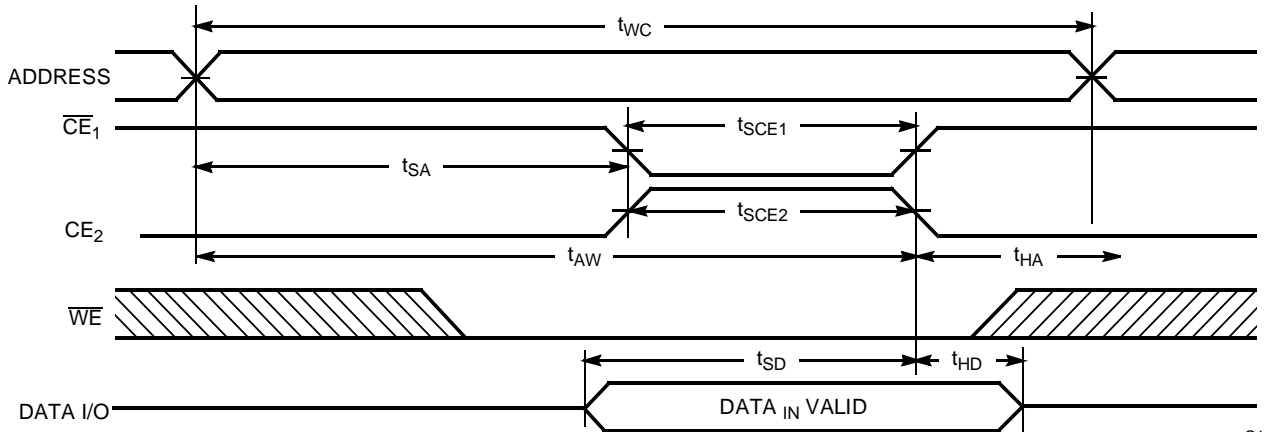 tWC
ADDRESS
CE1
tSCE1
tSA
CE2
tSCE2
tAW
tHA
WE
tSD
tHD
DATA I/O
DATA IN VALID